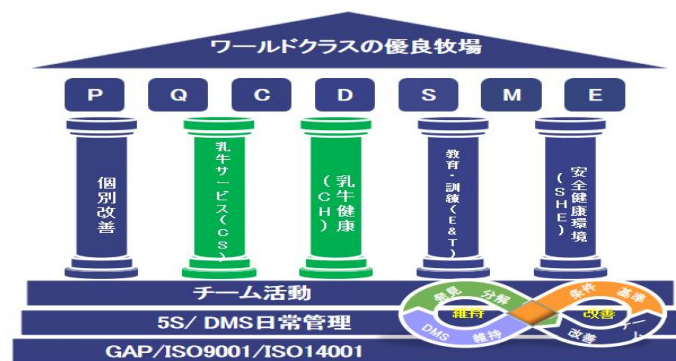 ワールドクラスの優良牧場
P Q C D S M E
個別改善
乳牛サービス(CS)
乳牛健康
(CH)
教育・訓練(E&T)
安全健康環境
(SHE)
チーム活動
5S/ DMS日常管理
GAP/ISO9001/ISO14001
発見 分解
維持
DMS 維持
条件 基準
改善
改善 チーム